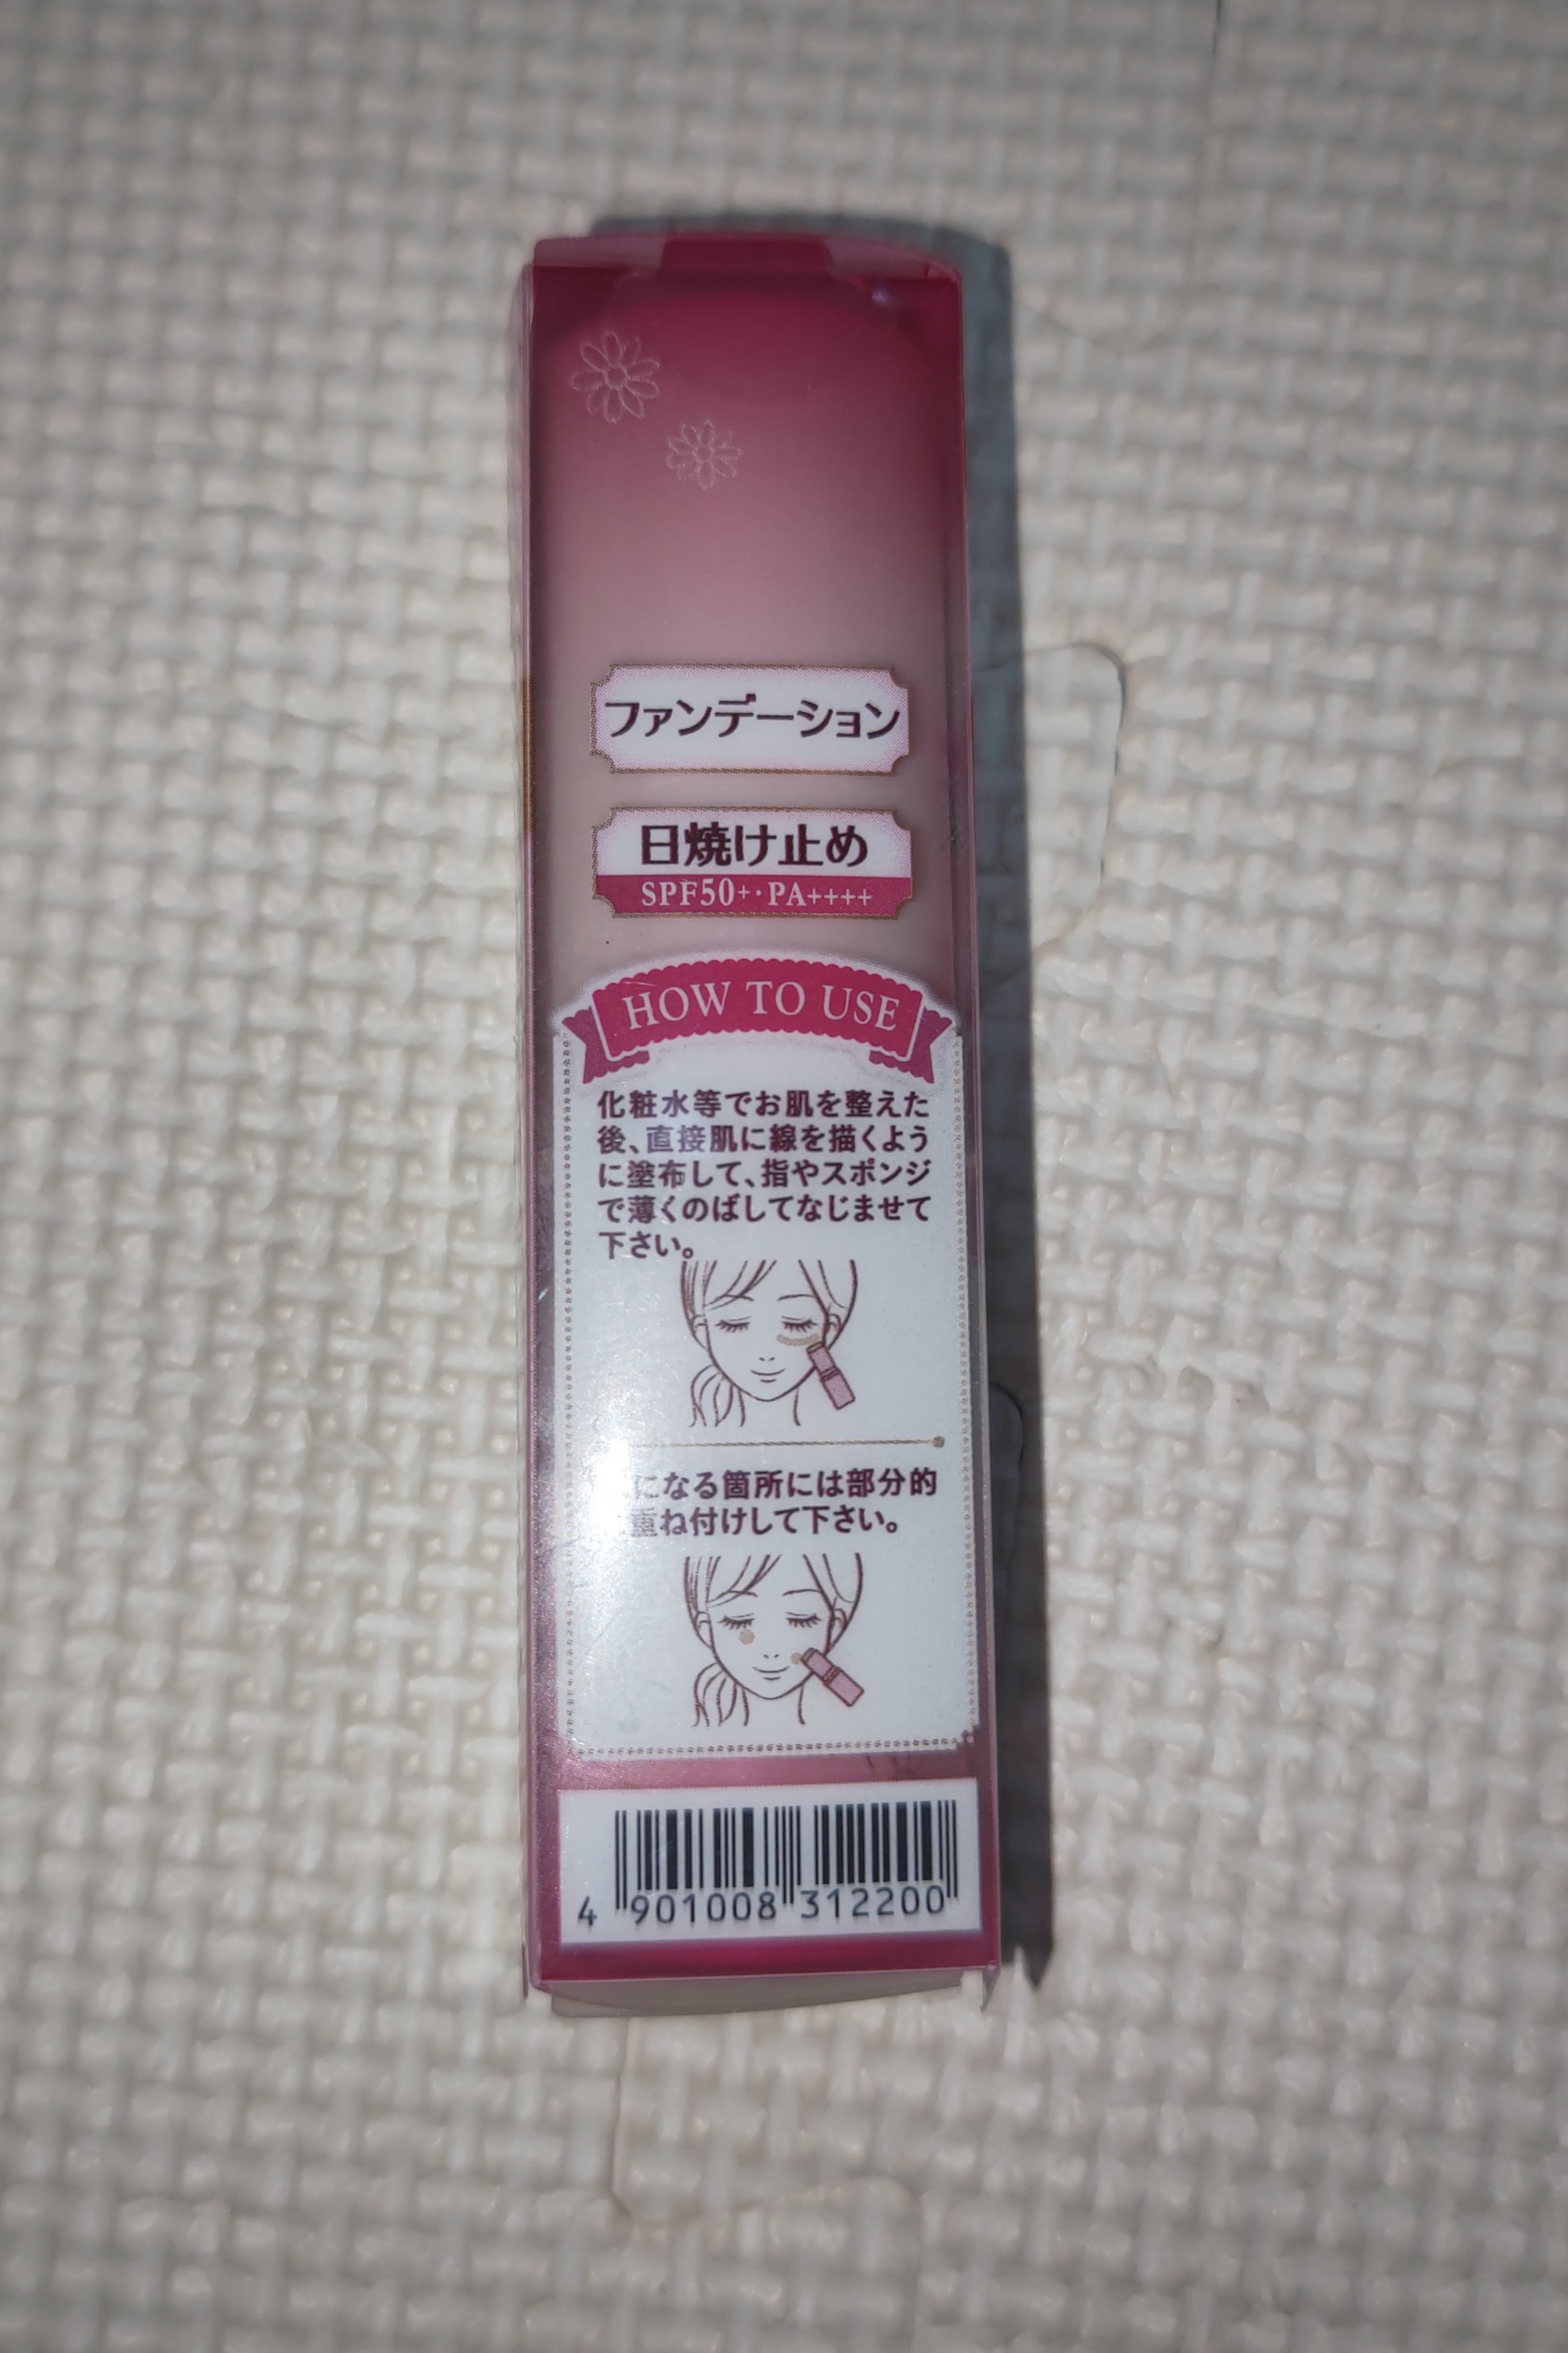 ファンデーション
日焼け止め
SPF50+・PA++++
HOW TO USE
化粧水等でお肌を整えた
後、直接肌に線を描くよう
に塗布して、指やスポンジ
で薄くのばしてなじませて
下さい。
になる箇所には部分的
重ね付けして下さい。
4 901008 312200